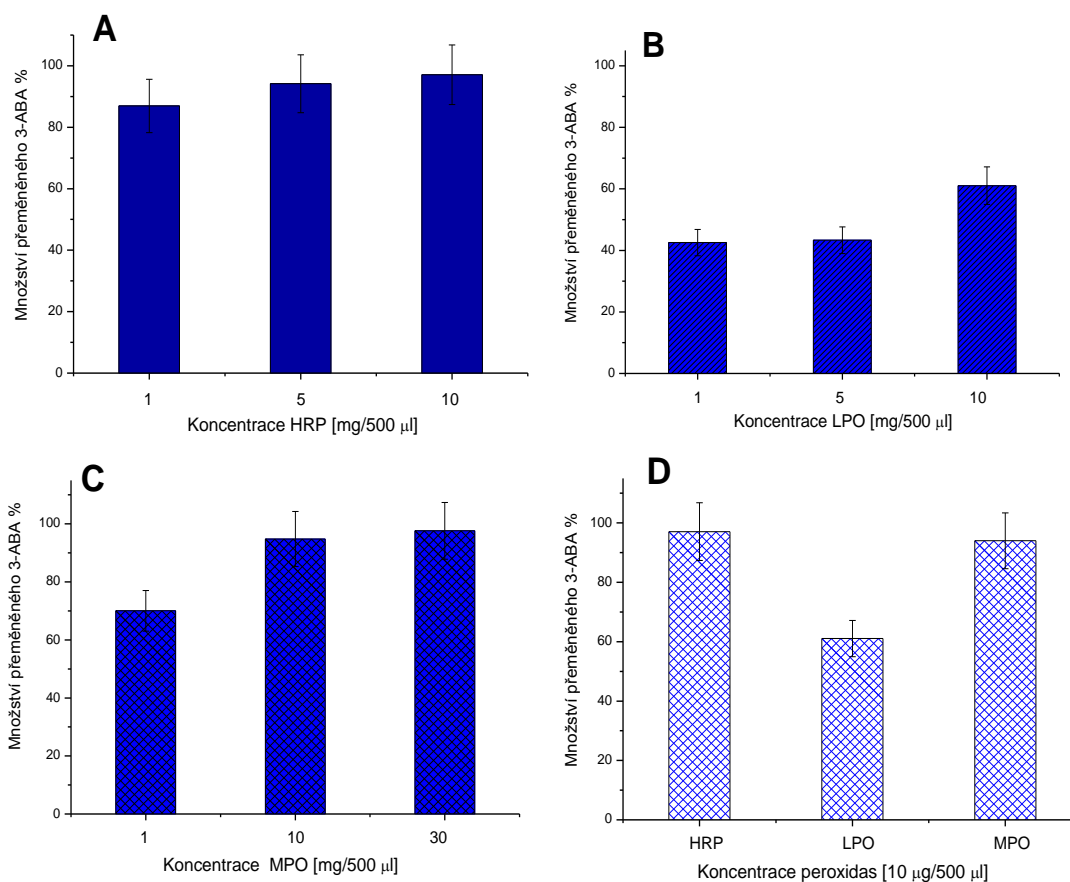 A
Množství přeměněného 3-ABA %
100
80
60
40
20
0
1 5 10
Koncentrace HRP [mg/500 μl]
B
Množství přeměněného 3-ABA %
100
80
60
40
20
0
1 5 10
Koncentrace LPO [mg/500 μl]
C
Množství přeměněného 3-ABA %
100
80
60
40
20
0
1 10 30
Koncentrace MPO [mg/500 μl]
D
Množství přeměněného 3-ABA %
100
80
60
40
20
0
HRP LPO MPO
Koncentrace peroxidas [10 μg/500 μl]